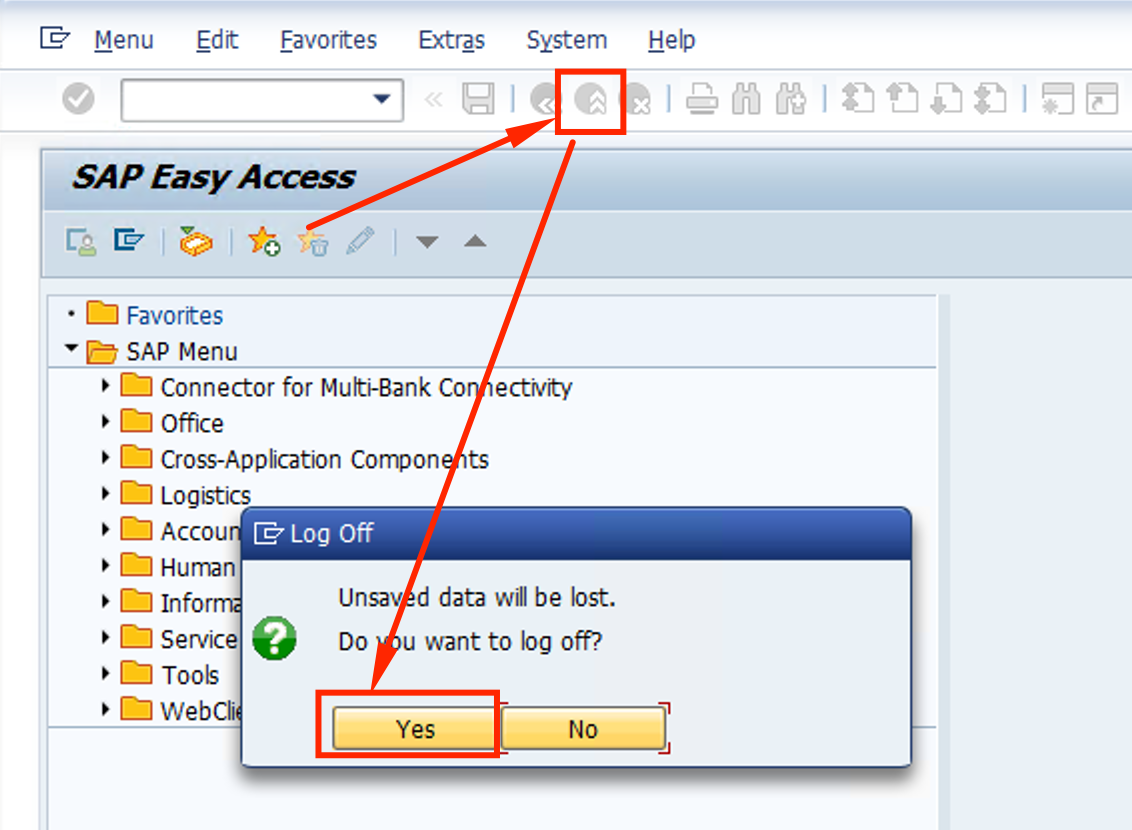 Menu Edit Favorites Extras System Help
SAP Easy Access
Favorites
SAP Menu
Connector for Multi-Bank Connectivity
Office
Cross-Application Components
Logistics
Accoun
Human
Informa
Service
Tools
WebClie
Log Off
Unsaved data will be lost.
Do you want to log off?
Yes No